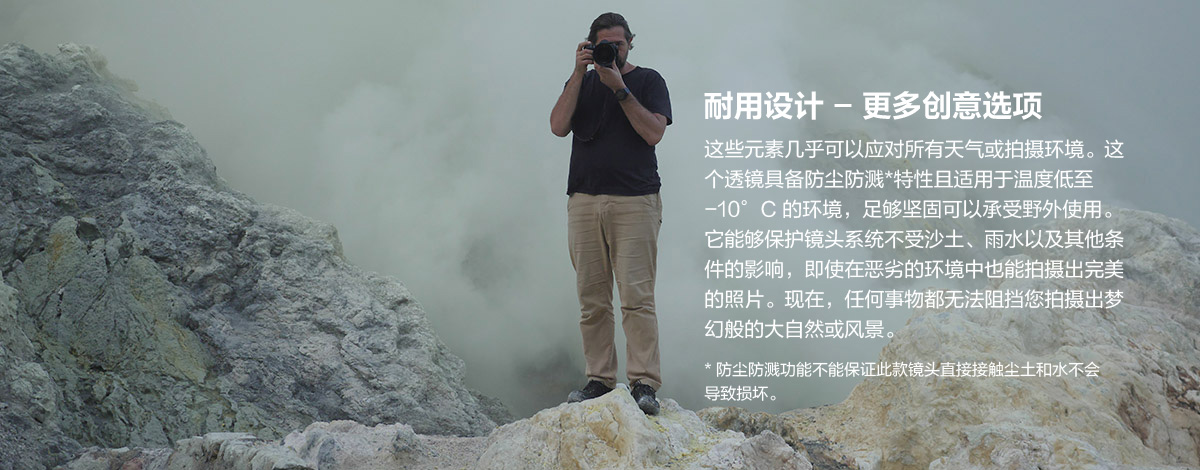 耐用设计 – 更多创意选项
这些元素几乎可以应对所有天气或拍摄环境。这
个透镜具备防尘防溅*特性且适用于温度低至
-10°C 的环境，足够坚固可以承受野外使用。
它能够保护镜头系统不受沙土、雨水以及其他条
件的影响，即使在恶劣的环境中也能拍摄出完美
的照片。现在，任何事物都无法阻挡您拍摄出梦
幻般的大自然或风景。
* 防尘防溅功能不能保证此款镜头直接接触尘土和水不会
导致损坏。